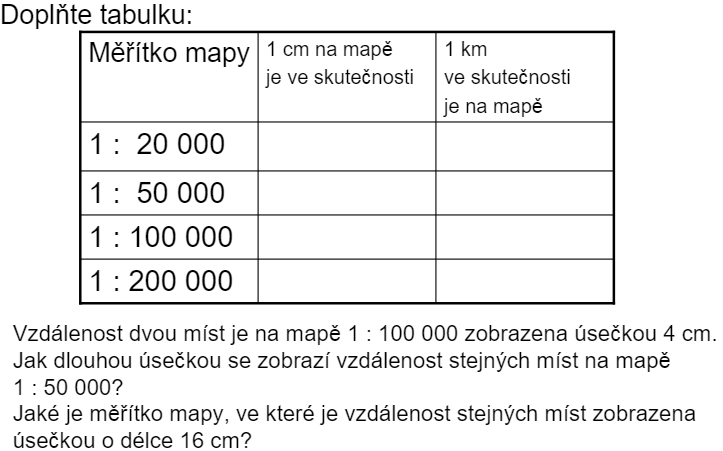 Doplňte tabulku:
Měřítko mapy
1 cm na mapě
je ve skutečnosti
1 km
ve skutečnosti
je na mapě
1 : 20 000
1 : 50 000
1 : 100 000
1 : 200 000
Vzdálenost dvou míst je na mapě 1 : 100 000 zobrazena úsečkou 4 cm.
Jak dlouhou úsečkou se zobrazí vzdálenost stejných míst na mapě
1 : 50 000?
Jaké je měřítko mapy, ve které je vzdálenost stejných míst zobrazena
úsečkou o délce 16 cm?